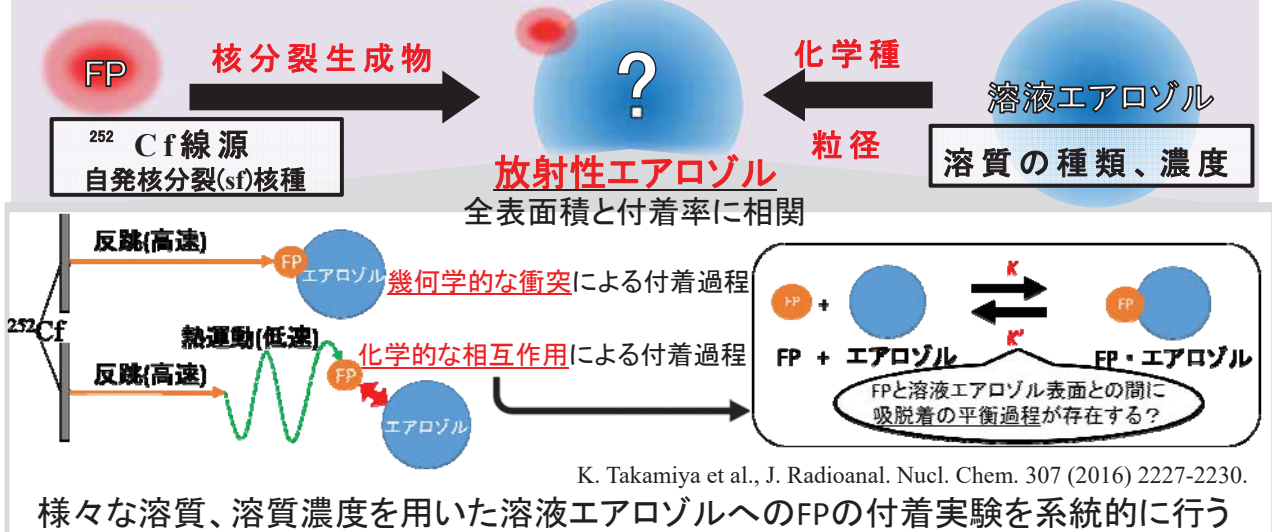 FP
核分裂生成物
?
化学種
溶液エアロゾル
252 Cf線源
自発核分裂(sf)核種
粒径
溶質の種類、濃度
放射性エアロゾル
全表面積と付着率に相関
反跳(高速)
FP
エアロゾル
幾何学的な衝突による付着過程
252Cf
熱運動(低速)
化学的な相互作用による付着過程
反跳(高速)
FP
エアロゾル
FP +
K
K'
FP
FP + エアロゾル
FP・エアロゾル
FPと溶液エアロゾル表面との間に
吸脱着の平衡過程が存在する?
K. Takamiya et al., J. Radioanal. Nucl. Chem. 307 (2016) 2227-2230.
様々な溶質、溶質濃度を用いた溶液エアロゾルへのFPの付着実験を系統的に行う